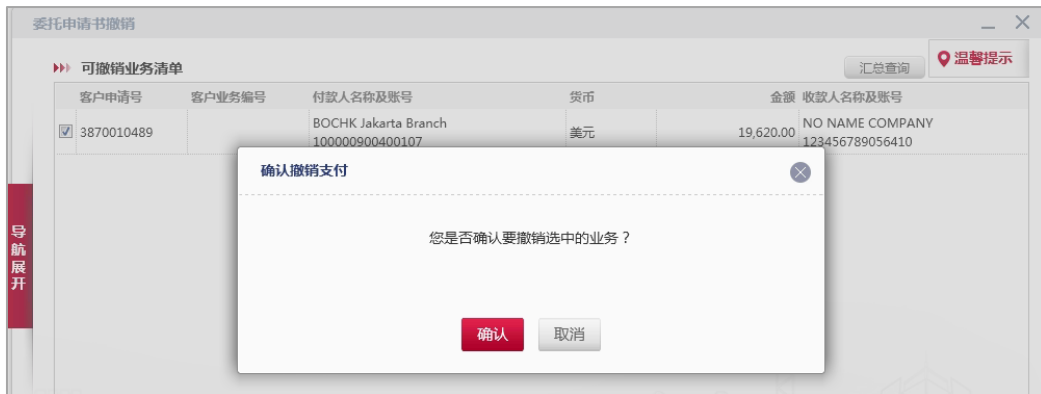 委托申请书撤销
可撤销业务清单
汇总查询
温馨提示
客户申请号 客户业务编号 付款人名称及账号 货币 金额 收款人名称及账号
3870010489 BOCHK Jakarta Branch 美元 19,620.00 NO NAME COMPANY
100000900400107 123456789056410
确认撤销支付
您是否确认要撤销选中的业务？
确认 取消
导航展开